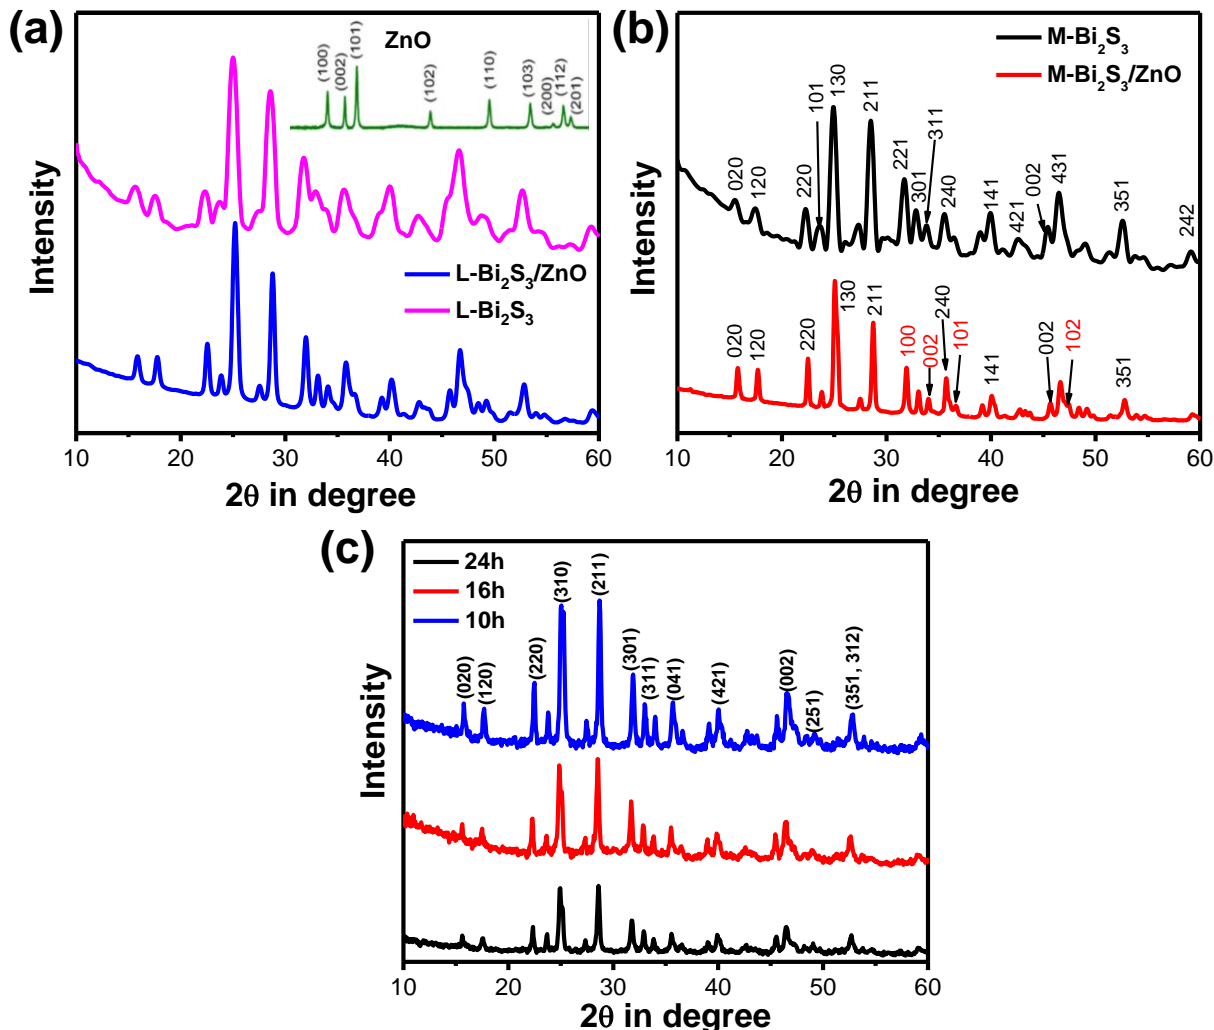 (a)
ZnO
(100)
(002)
(101)
(102)
(110)
(103)
(200)
(112)
(201)
L-Bi₂S₃/ZnO
L-Bi₂S₃
Intensity
10 20 30 40 50 60
2θ in degree
(b)
M-Bi₂S₃
M-Bi₂S₃/ZnO
020
120
220
101
130
211
221
301
311
240
141
421
002
431
351
242
020
120
220
130
211
100
002
240
101
141
002
102
351
Intensity
10 20 30 40 50 60
2θ in degree
(c)
24h
16h
10h
(020)
(120)
(220)
(310)
(211)
(301)
(311)
(041)
(421)
(002)
(251)
(351, 312)
Intensity
10 20 30 40 50 60
2θ in degree